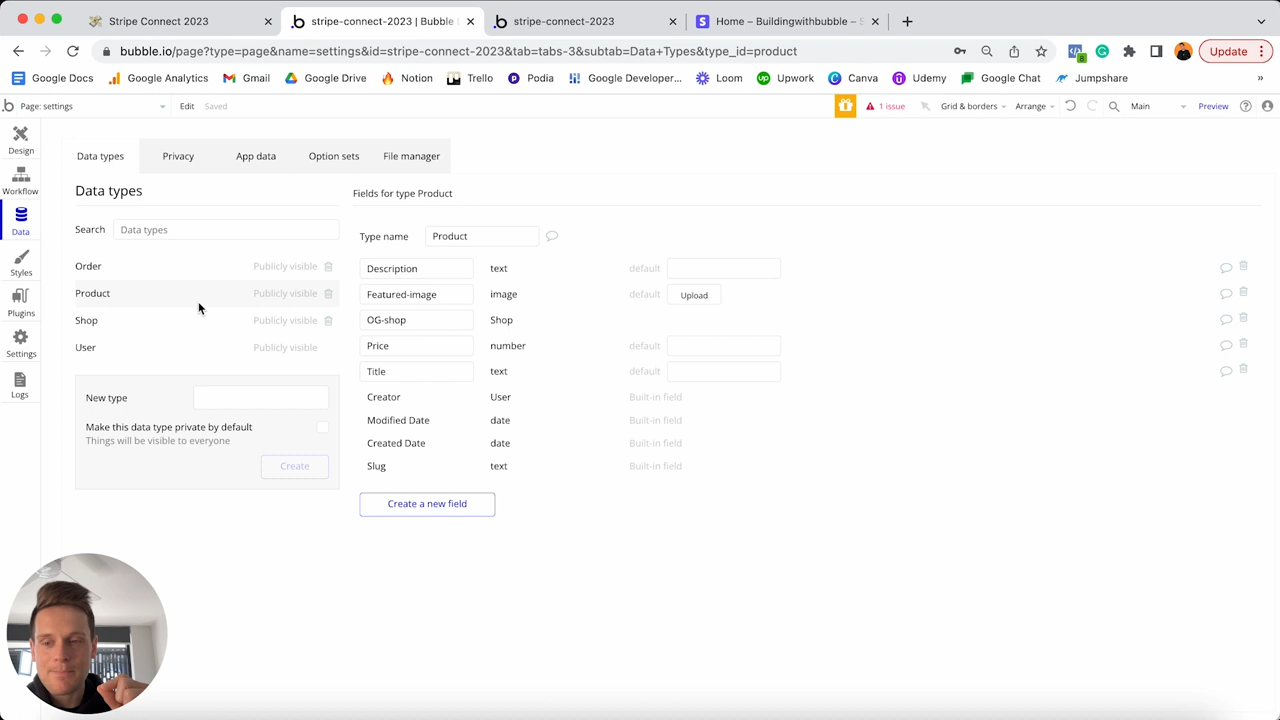 Stripe Connect 2023
stripe-connect-2023 | Bubble
stripe-connect-2023
Home – Buildingwithbubble – S
bubble.io/page?type=page&name=settings&id=stripe-connect-2023&tab=tabs-3&subtab=Data+Types&type_id=product
8
Update
Google Docs
Google Analytics
Gmail
Google Drive
Notion
Trello
Podia
Google Developer...
Loom
Upwork
Canva
Udemy
Google Chat
Jumpshare
»
Page: settings
Edit
Saved
1 issue
Grid & borders
Arrange
Main
Preview
Design
Workflow
Data
Styles
Plugins
Settings
Logs
Data types
Privacy
App data
Option sets
File manager
Data types
Search
Data types
Order Publicly visible
Product Publicly visible
Shop Publicly visible
User Publicly visible
New type
Make this data type private by default
Things will be visible to everyone
Create
Fields for type Product
Type name Product
Description text default
Featured-image image default Upload
OG-shop Shop
Price number default
Title text default
Creator User Built-in field
Modified Date date Built-in field
Created Date date Built-in field
Slug text Built-in field
Create a new field